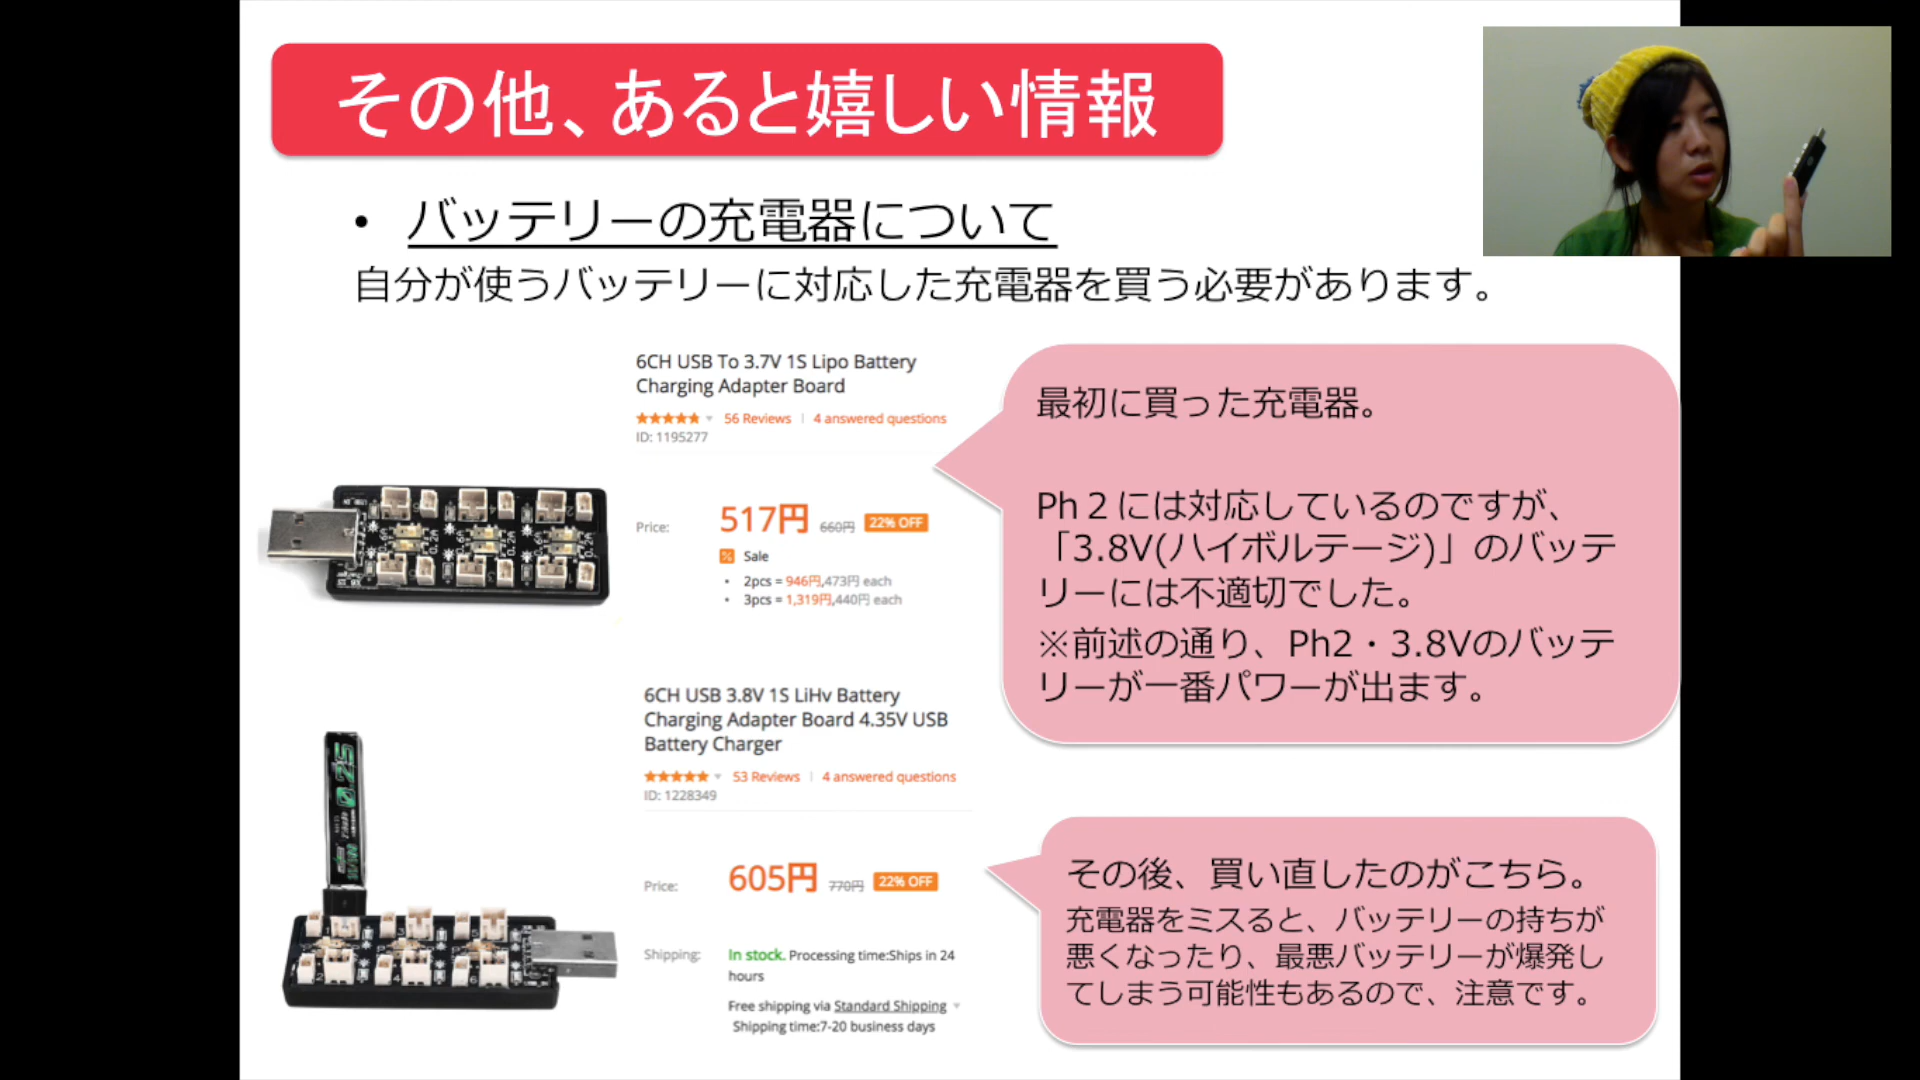 その他、あると嬉しい情報
• バッテリーの充電器について
自分が使うバッテリーに対応した充電器を買う必要があります。
6CH USB To 3.7V 1S Lipo Battery
Charging Adapter Board
56 Reviews | 4 answered questions
ID: 1195277
Price: 517円 660円 22% OFF
% Sale
• 2pcs = 946円,473円 each
• 3pcs = 1,319円,440円 each
最初に買った充電器。
Ph２には対応しているのですが、
「3.8V(ハイボルテージ)」のバッテ
リーには不適切でした。
※前述の通り、Ph2・3.8Vのバッテ
リーが一番パワーが出ます。
6CH USB 3.8V 1S LiHv Battery
Charging Adapter Board 4.35V USB
Battery Charger
53 Reviews | 4 answered questions
ID: 1228349
Price: 605円 770円 22% OFF
Shipping: In stock. Processing time:Ships in 24
hours
Free shipping via Standard Shipping
Shipping time:7-20 business days
その後、買い直したのがこちら。
充電器をミスると、バッテリーの持ちが
悪くなったり、最悪バッテリーが爆発し
てしまう可能性もあるので、注意です。